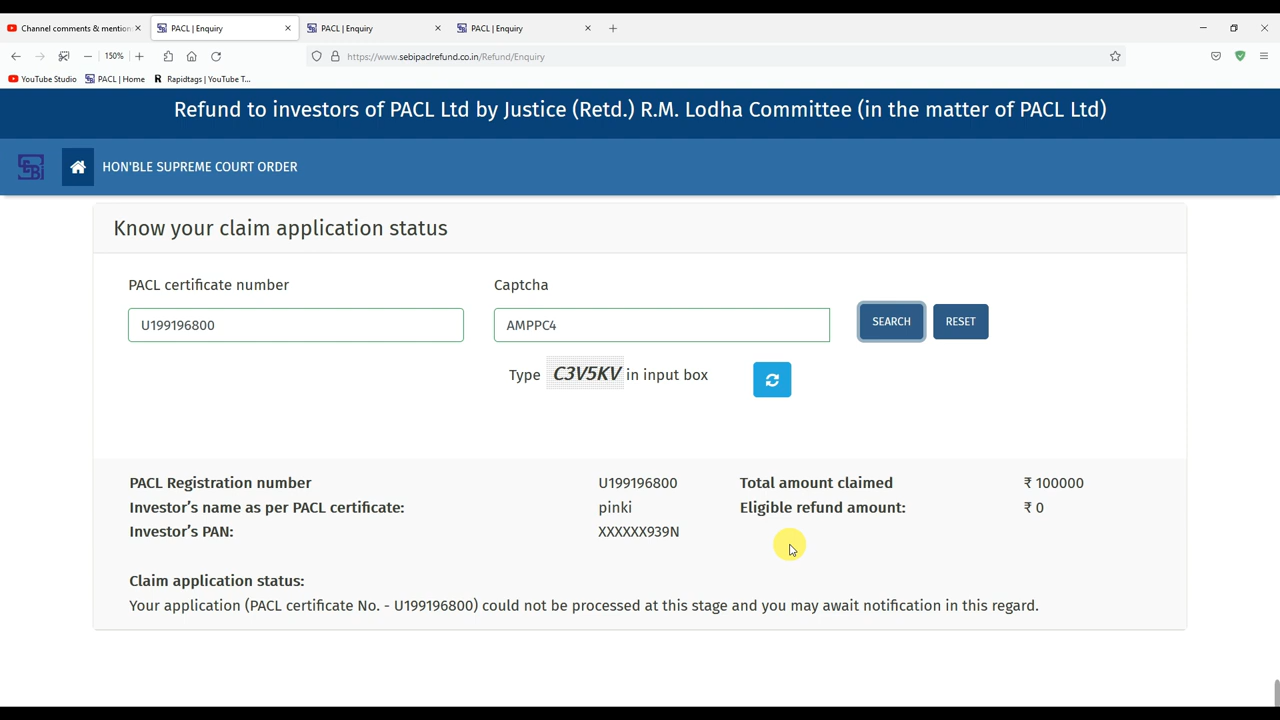 Channel comments & mention
PACL | Enquiry
PACL | Enquiry
PACL | Enquiry
150%
https://www.sebipaclrefund.co.in/Refund/Enquiry
YouTube Studio
PACL | Home
R Rapidtags | YouTube T...
Refund to investors of PACL Ltd by Justice (Retd.) R.M. Lodha Committee (in the matter of PACL Ltd)
SEBI
HON'BLE SUPREME COURT ORDER
Know your claim application status
PACL certificate number
Captcha
U199196800
AMPPC4
SEARCH
RESET
Type C3V5KV in input box
PACL Registration number U199196800 Total amount claimed ₹ 100000
Investor’s name as per PACL certificate: pinki Eligible refund amount: ₹ 0
Investor’s PAN: XXXXXX939N
Claim application status:
Your application (PACL certificate No. - U199196800) could not be processed at this stage and you may await notification in this regard.